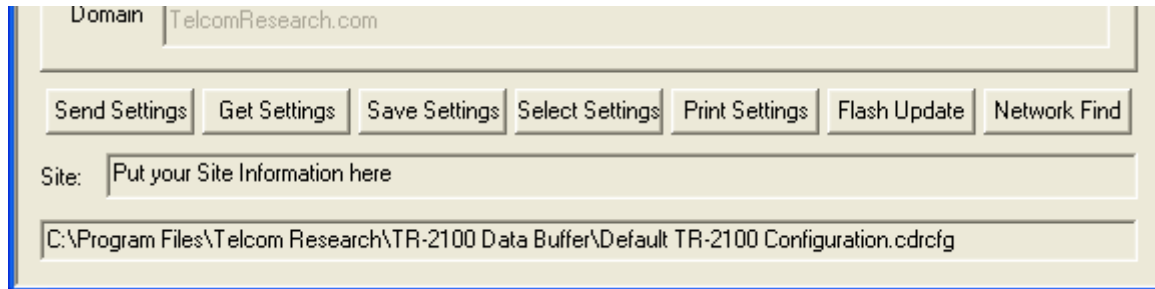 Domain TelcomResearch.com
Send Settings Get Settings Save Settings Select Settings Print Settings Flash Update Network Find
Site: Put your Site Information here
C:\Program Files\Telcom Research\TR-2100 Data Buffer\Default TR-2100 Configuration.cdrcfg